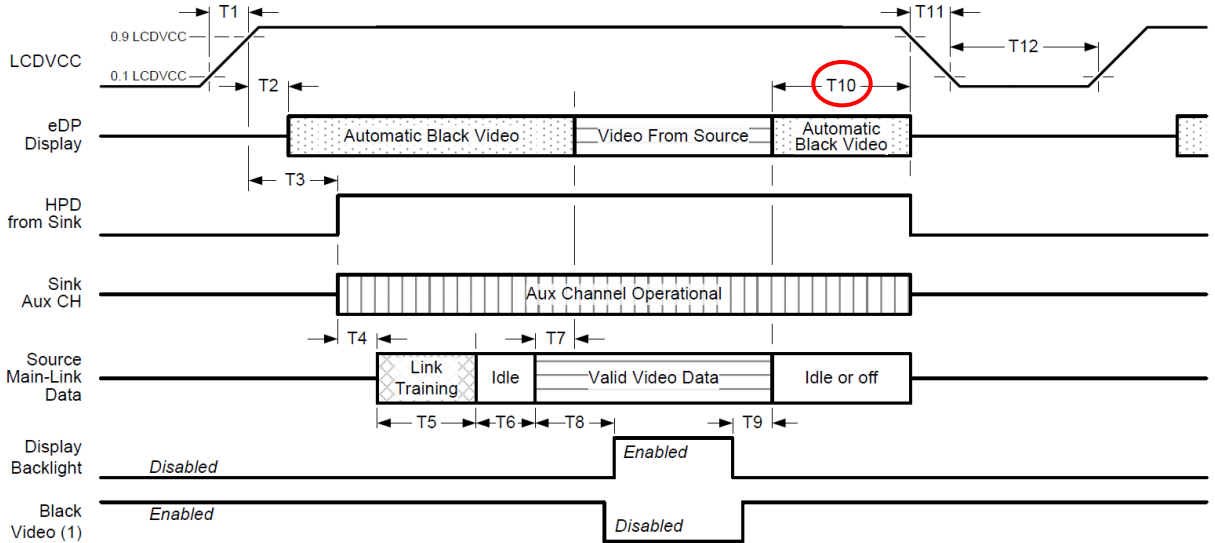 T1
T11
0.9 LCDVCC
T12
LCDVCC
0.1 LCDVCC
T2
T10
eDP
Display
Automatic Black Video
Video From Source
Automatic
Black Video
T3
HPD
from Sink
Sink
Aux CH
Aux Channel Operational
T4
T7
Source
Main-Link
Data
Link
Training
Idle
Valid Video Data
Idle or off
T5
T6
T8
T9
Display
Backlight
Disabled
Enabled
Black
Video (1)
Enabled
Disabled